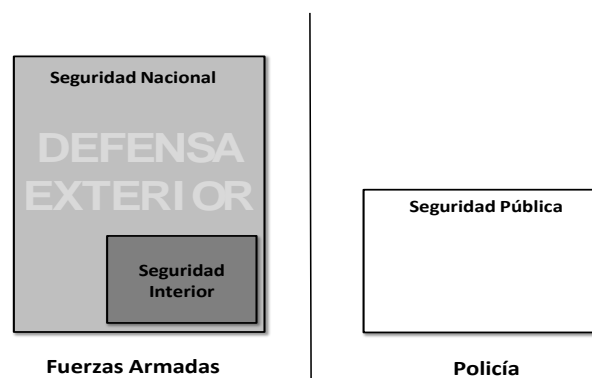 Seguridad Nacional
DEFENSA
EXTERIOR
Seguridad
Interior
Fuerzas Armadas
Seguridad Pública
Policía